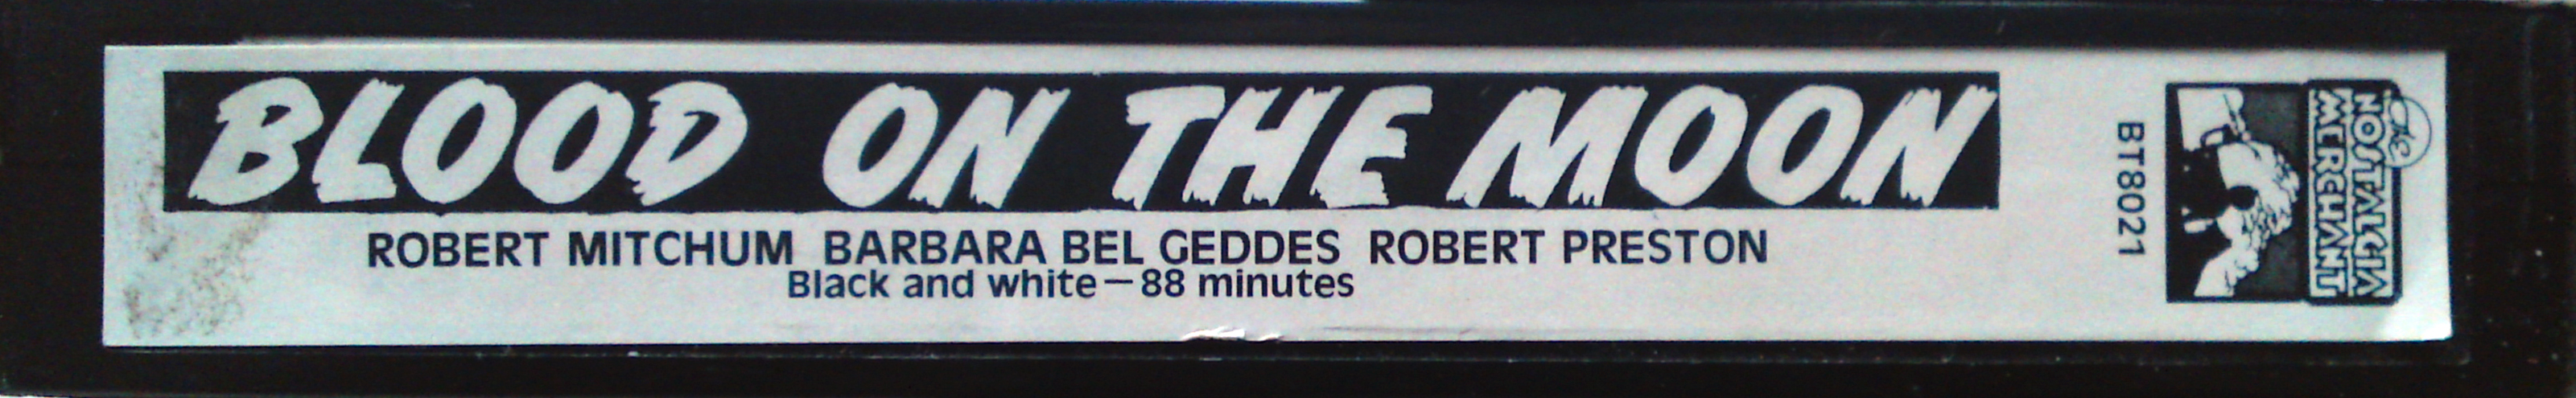 BLOOD ON THE MOON
ROBERT MITCHUM BARBARA BEL GEDDES ROBERT PRESTON
Black and white—88 minutes
BT8021
The
NOSTALGIA
MERCHANT